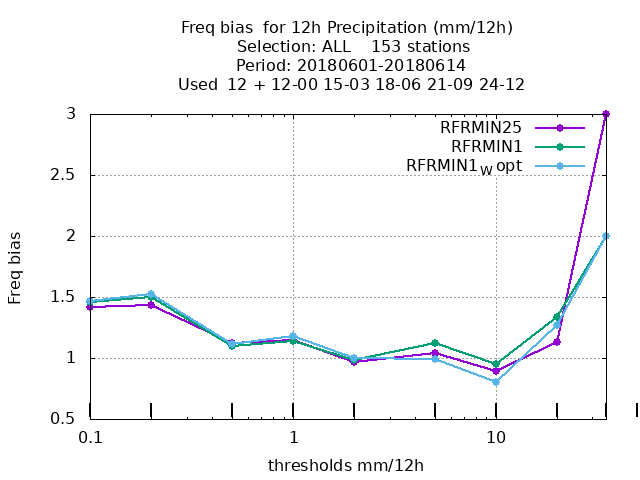 Freq bias  for 12h Precipitation (mm/12h)
Selection: ALL    153 stations
Period: 20180601-20180614
Used  12 + 12-00 15-03 18-06 21-09 24-12
RFRMIN25
RFRMIN1
RFRMIN1W opt
3
2.5
2
1.5
1
0.5
Freq bias
0.1
1
10
thresholds mm/12h